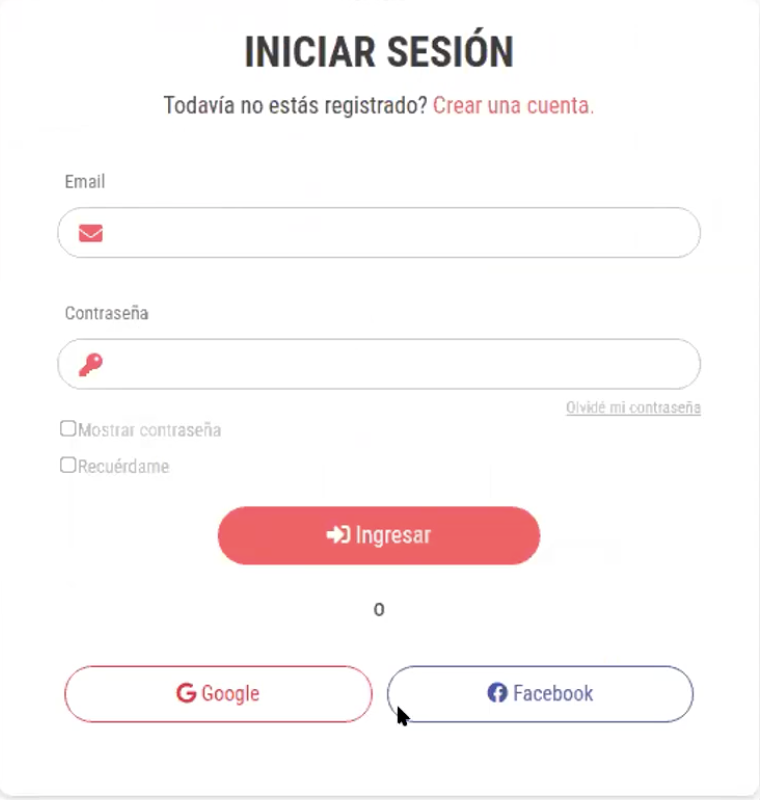 INICIAR SESIÓN
Todavía no estás registrado? Crear una cuenta.
Email
Contraseña
Olvidé mi contraseña
Mostrar contraseña
Recuérdame
Ingresar
O
Google
Facebook